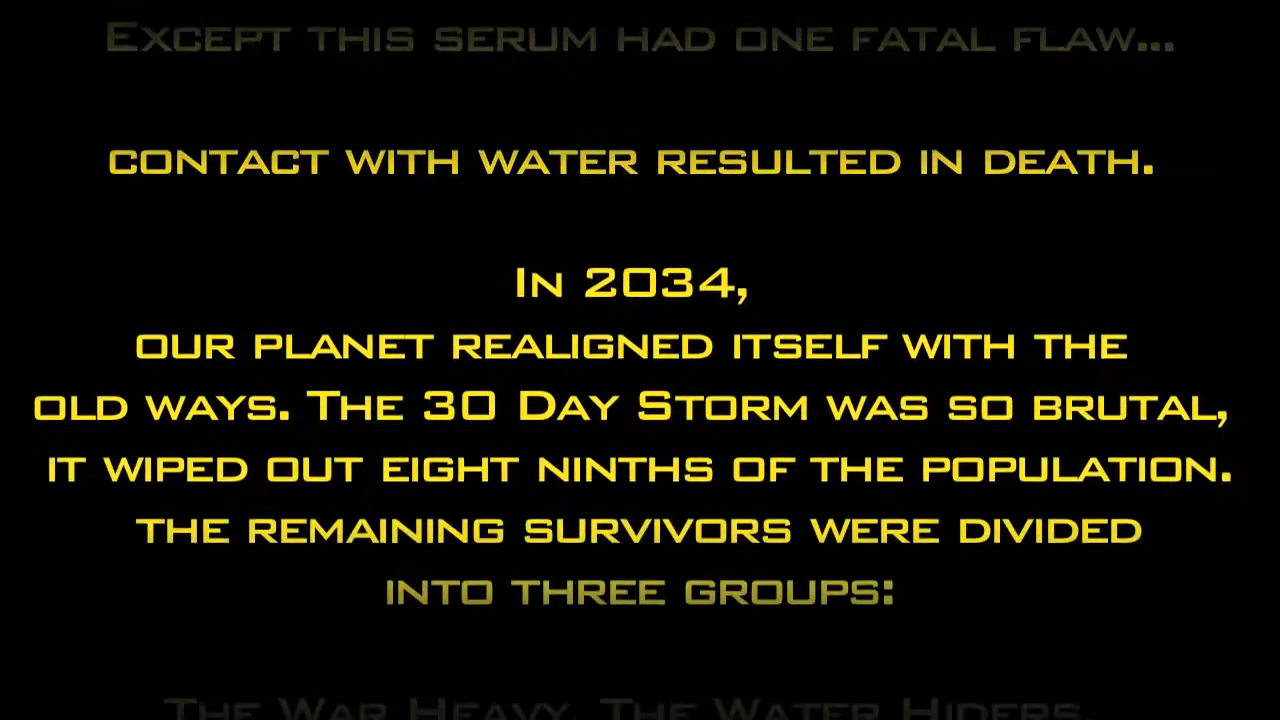 Except this serum had one fatal flaw...
contact with water resulted in death.
In 2034,
our planet realigned itself with the
old ways. The 30 Day Storm was so brutal,
it wiped out eight ninths of the population.
the remaining survivors were divided
into three groups:
The War Heavy, The Water Hiders